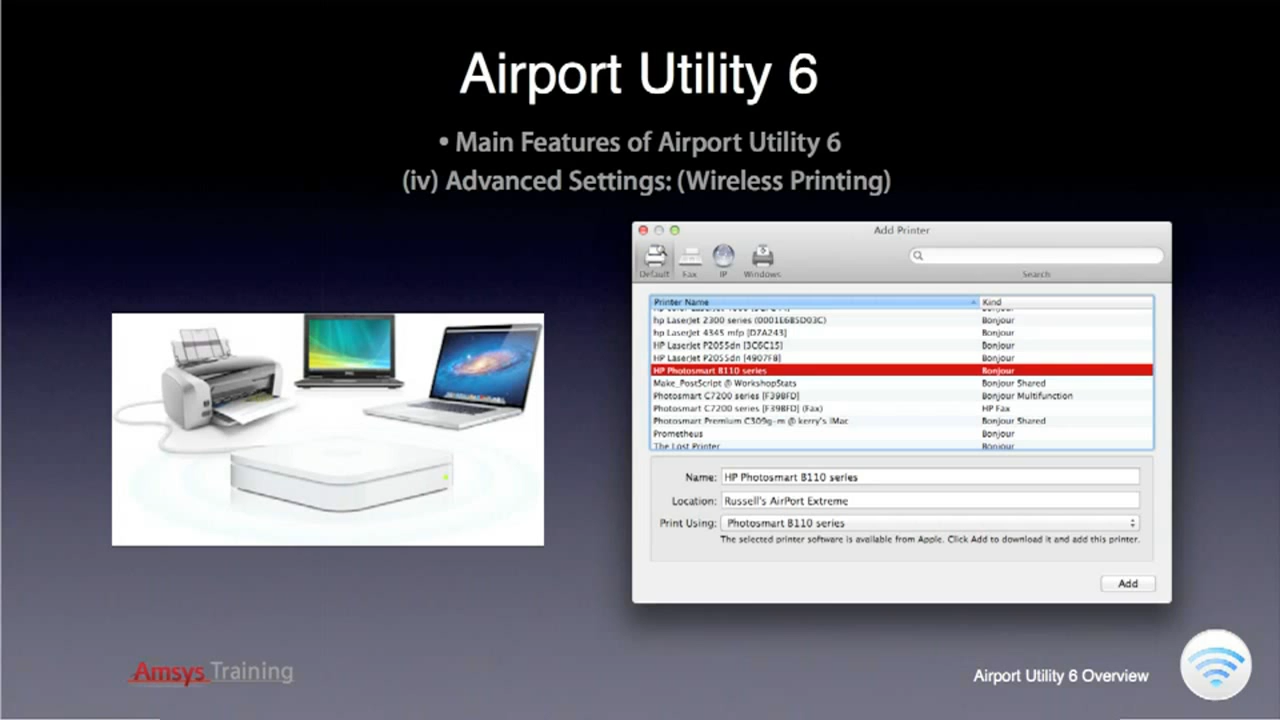 Airport Utility 6
• Main Features of Airport Utility 6
(iv) Advanced Settings: (Wireless Printing)
Add Printer
Default Fax IP Windows
Search
Printer Name Kind
hp LaserJet 2300 series (0001E6B5D03C) Bonjour
hp LaserJet 4345 mfp [D7A243] Bonjour
HP LaserJet P2055dn [3C6C15] Bonjour
HP LaserJet P2055dn [4907F8] Bonjour
HP Photosmart B110 series Bonjour
Make_PostScript @ WorkshopStats Bonjour Shared
Photosmart C7200 series [F398FD] Bonjour Multifunction
Photosmart C7200 series [F398FD] (Fax) HP Fax
Photosmart Premium C309g-m @ kerry's iMac Bonjour Shared
Prometheus Bonjour
The Lost Printer Bonjour
Name: HP Photosmart B110 series
Location: Russell's AirPort Extreme
Print Using: Photosmart B110 series
The selected printer software is available from Apple. Click Add to download it and add this printer.
Add
Amsys Training
Airport Utility 6 Overview